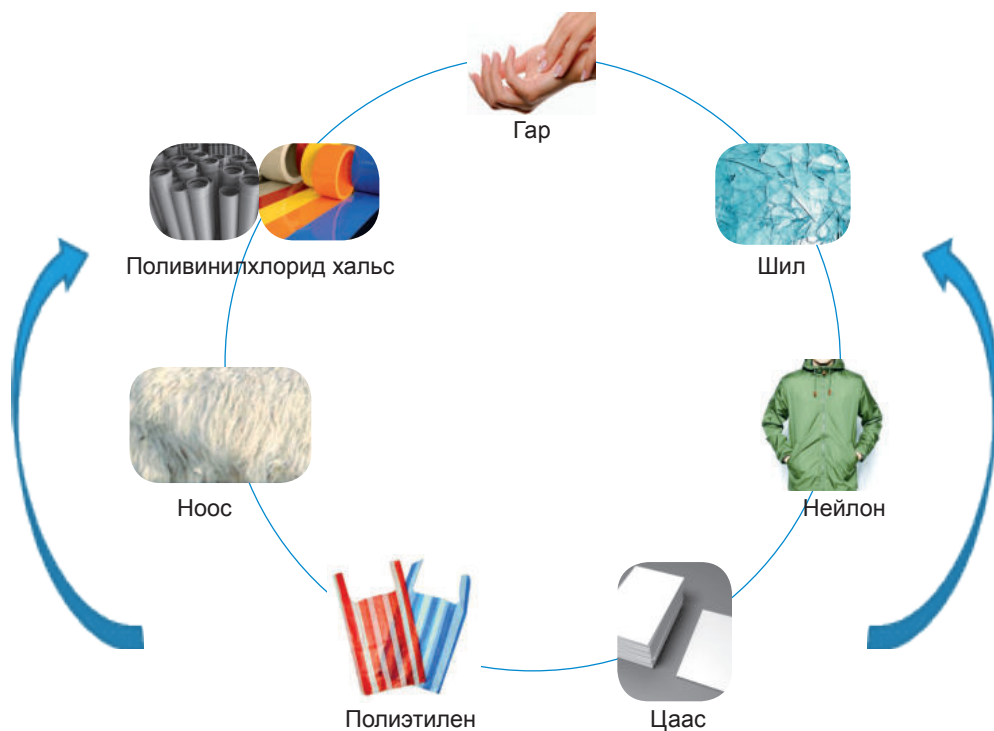 Гар
Поливинилхлорид хальс
Шил
Ноос
Нейлон
Полиэтилен
Цаас